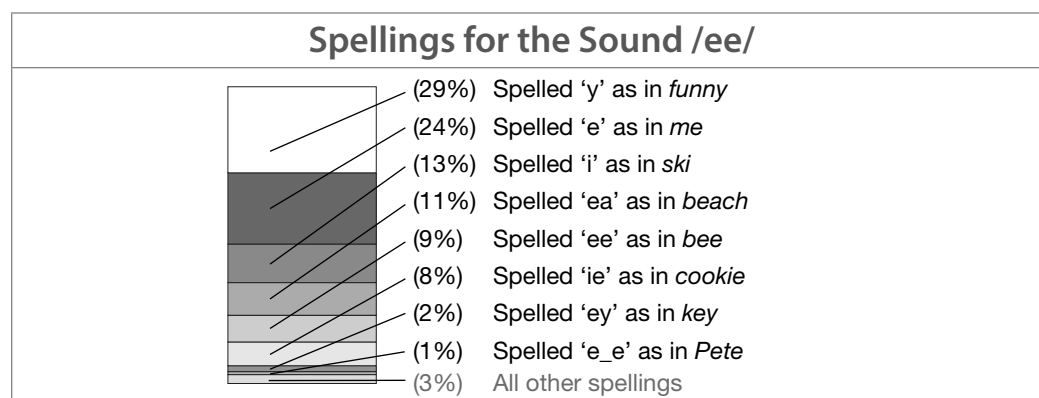 Spellings for the Sound /ee/
(29%) Spelled ‘y’ as in funny
(24%) Spelled ‘e’ as in me
(13%) Spelled ‘i’ as in ski
(11%) Spelled ‘ea’ as in beach
(9%) Spelled ‘ee’ as in bee
(8%) Spelled ‘ie’ as in cookie
(2%) Spelled ‘ey’ as in key
(1%) Spelled ‘e_e’ as in Pete
(3%) All other spellings